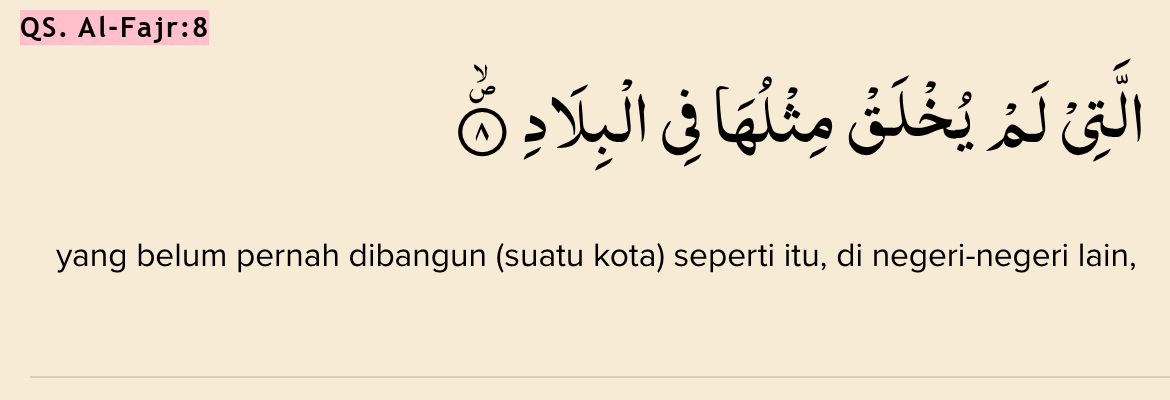 QS. Al-Fajr:8
الَّتِيْ لَمْ يُخْلَقْ مِثْلُهَا فِى الْبِلَادِۖ ٨
yang belum pernah dibangun (suatu kota) seperti itu, di negeri-negeri lain,